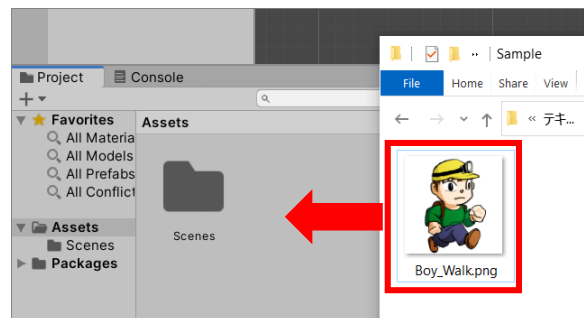 Project
Console
Favorites
All Materia
All Models
All Prefabs
All Conflict
Assets
Scenes
Packages
Assets
Scenes
Sample
File Home Share View
« テキ...
Boy_Walk.png